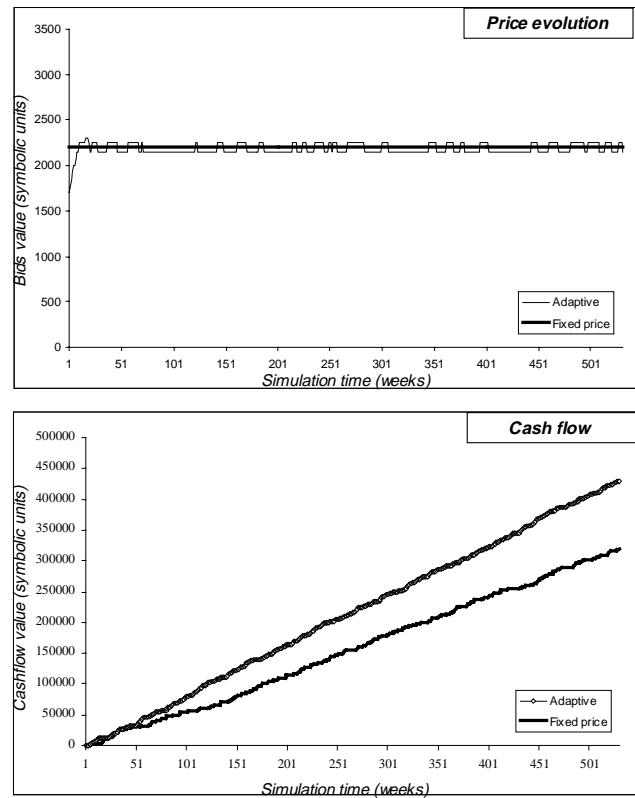 Price evolution
3500
3000
2500
2000
1500
1000
500
0
Bids value (symbolic units)
1 51 101 151 201 251 301 351 401 451 501
Simulation time (weeks)
Adaptive
Fixed price
Cash flow
500000
450000
400000
350000
300000
250000
200000
150000
100000
50000
0
Cashflow value (symbolic units)
1 51 101 151 201 251 301 351 401 451 501
Simulation time (weeks)
Adaptive
Fixed price